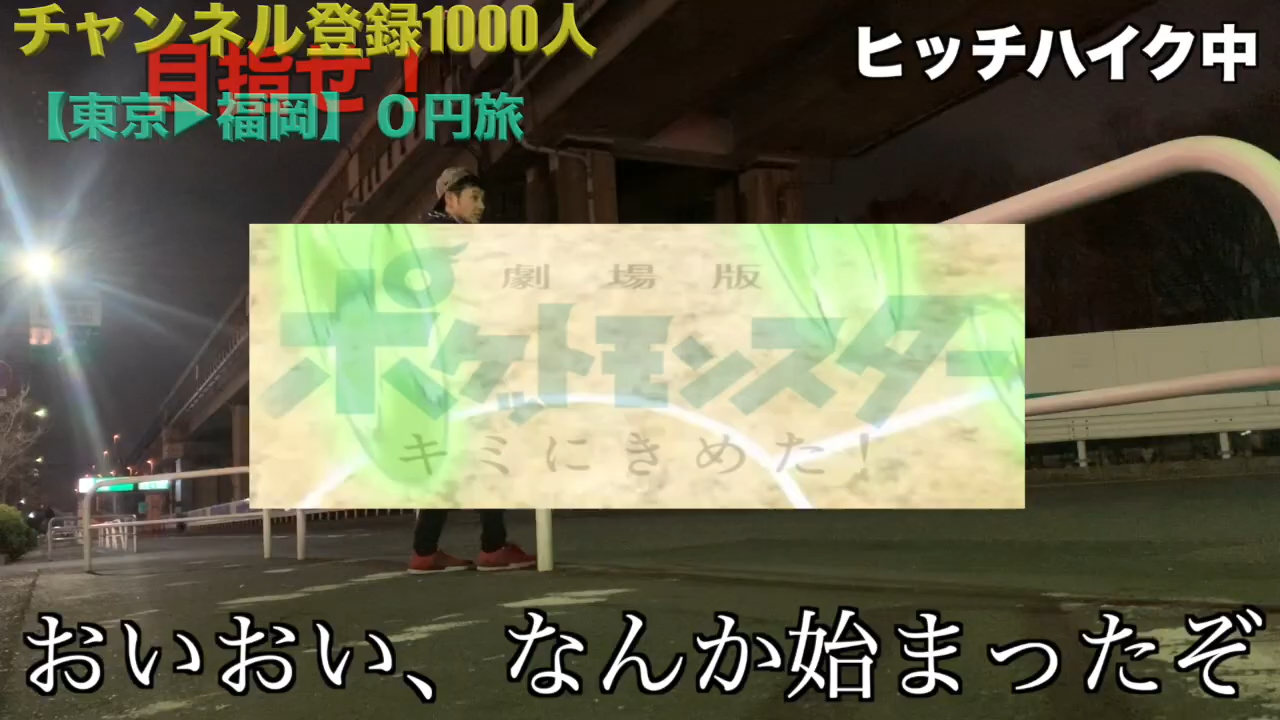 チャンネル登録1000人
目指せ！
ヒッチハイク中
【東京▶福岡】０円旅
劇場版
ポケットモンスター
キミにきめた！
おいおい、なんか始まったぞ